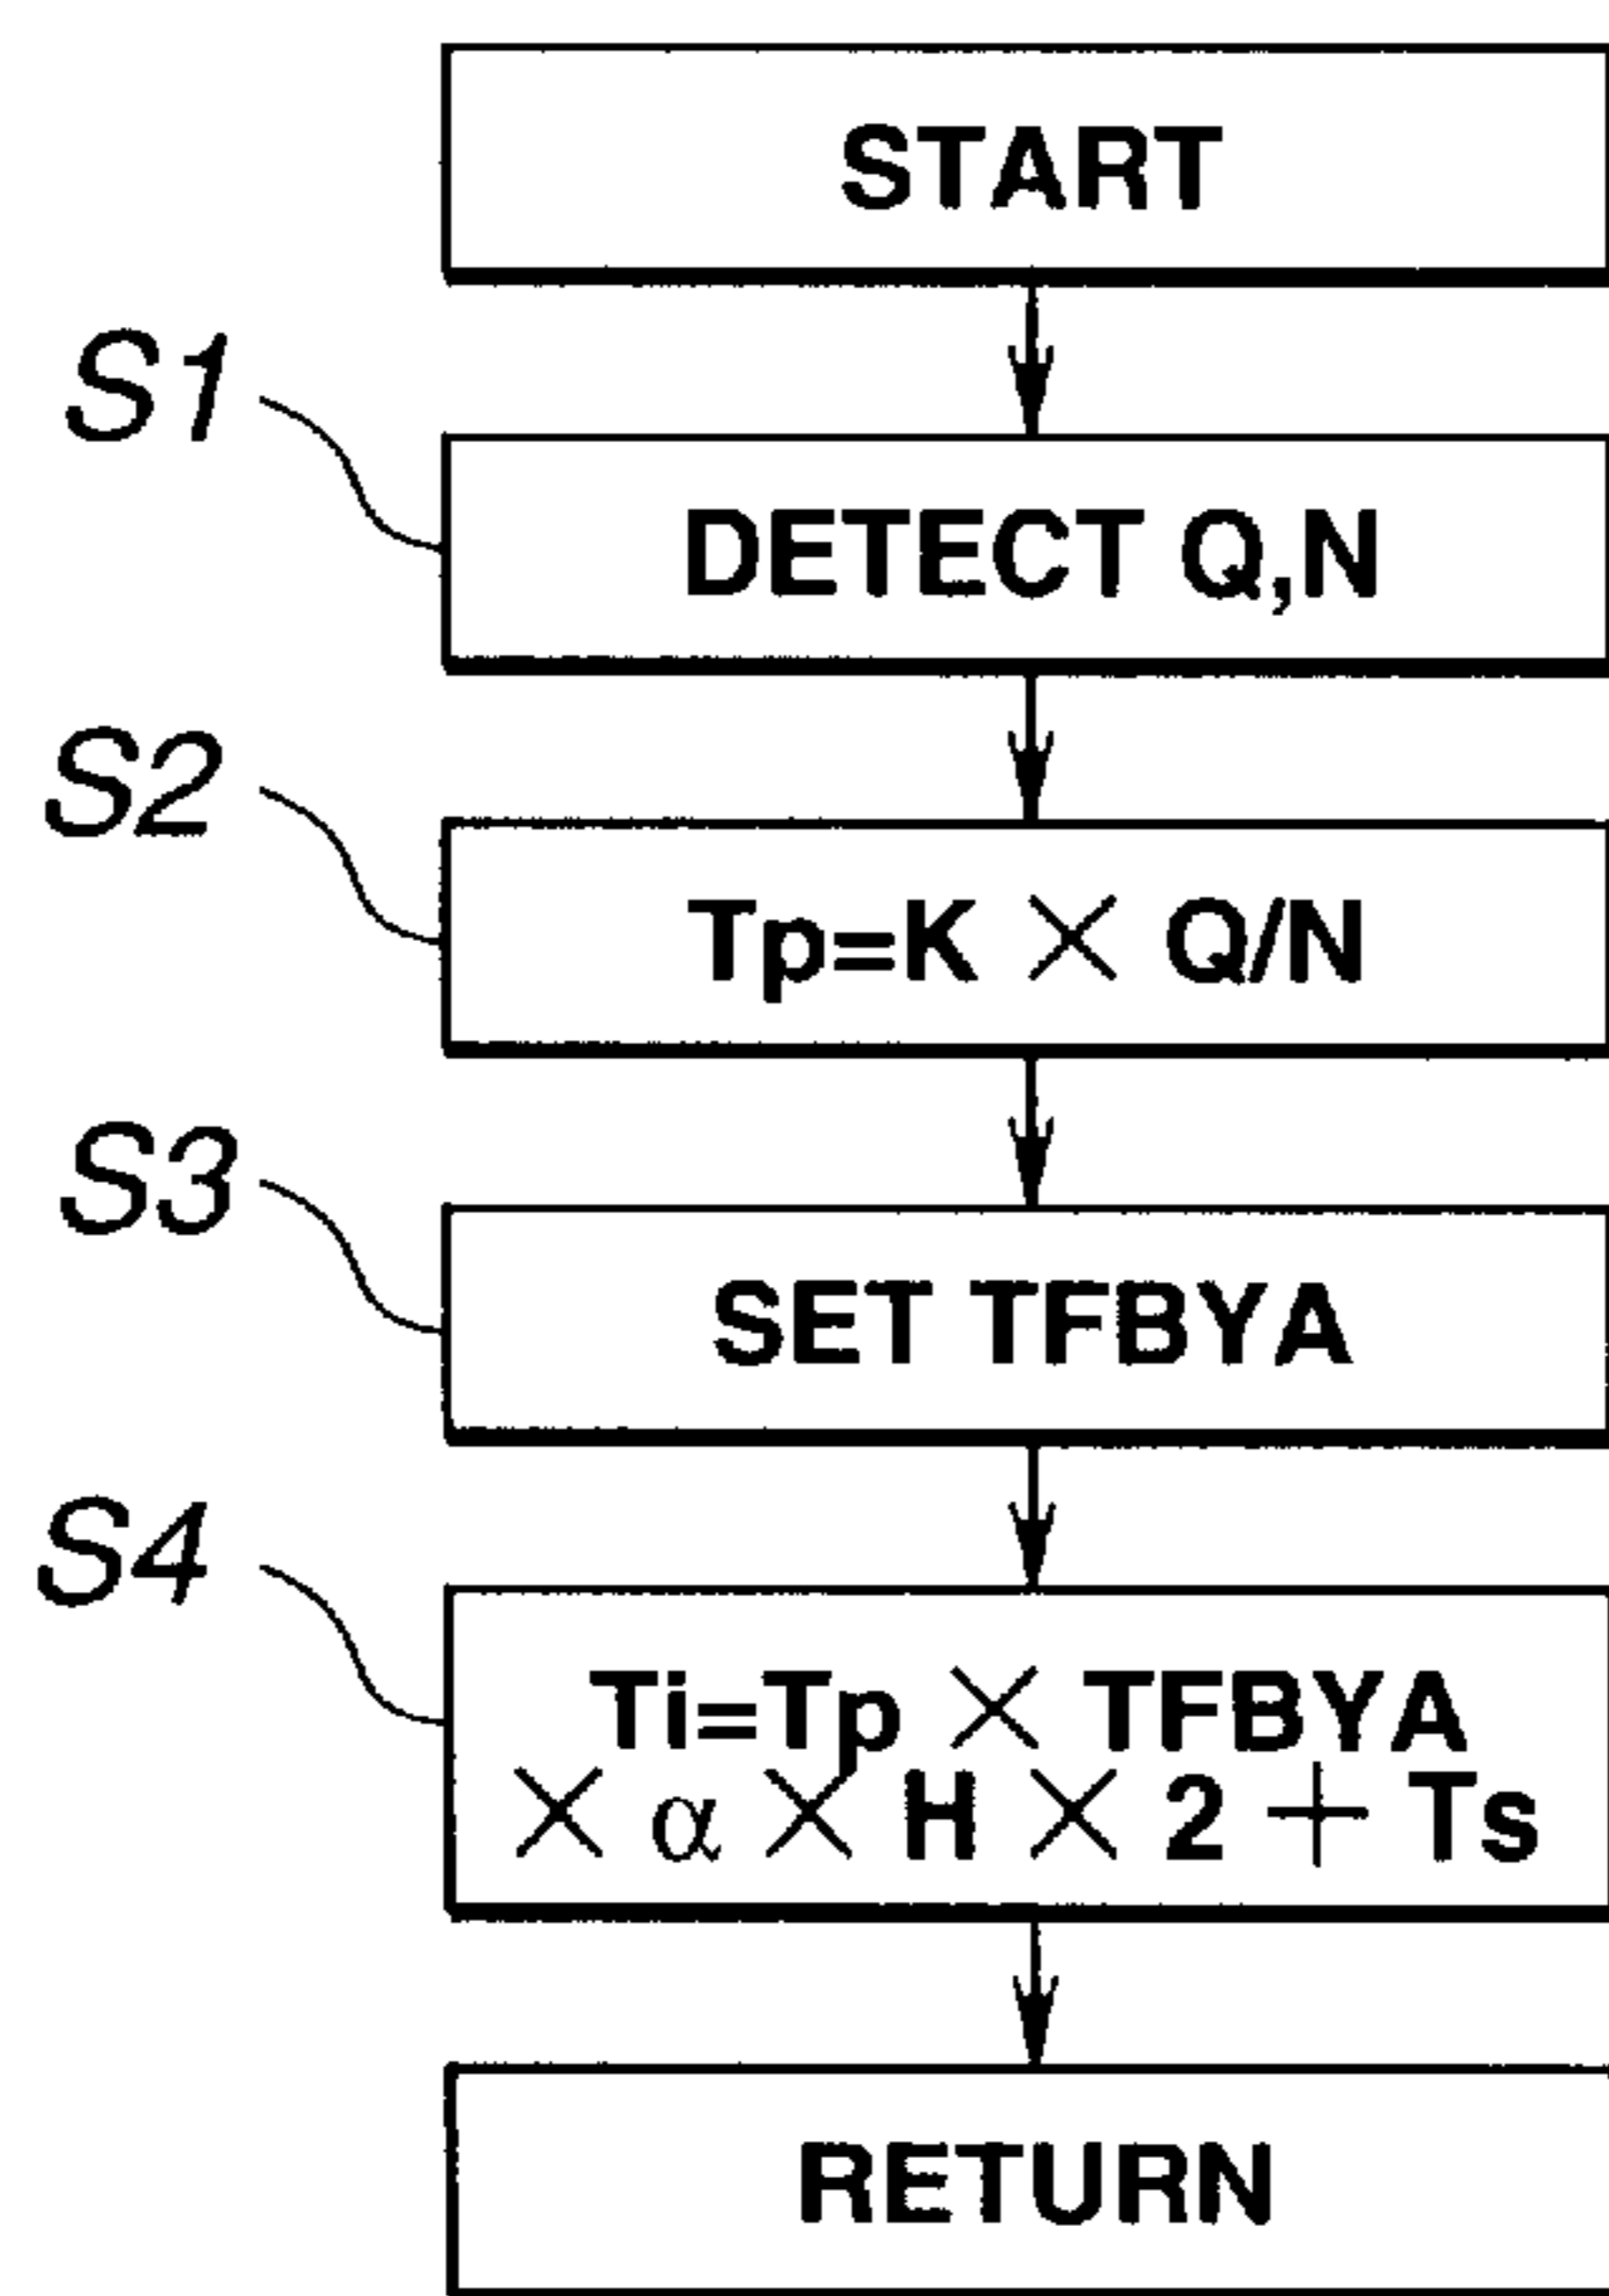 START
S1
DETECT Q,N
S2
Tp=K × Q/N
S3
SET TFBYA
S4
Ti=Tp × TFBYA
× α × H × 2 + Ts
RETURN